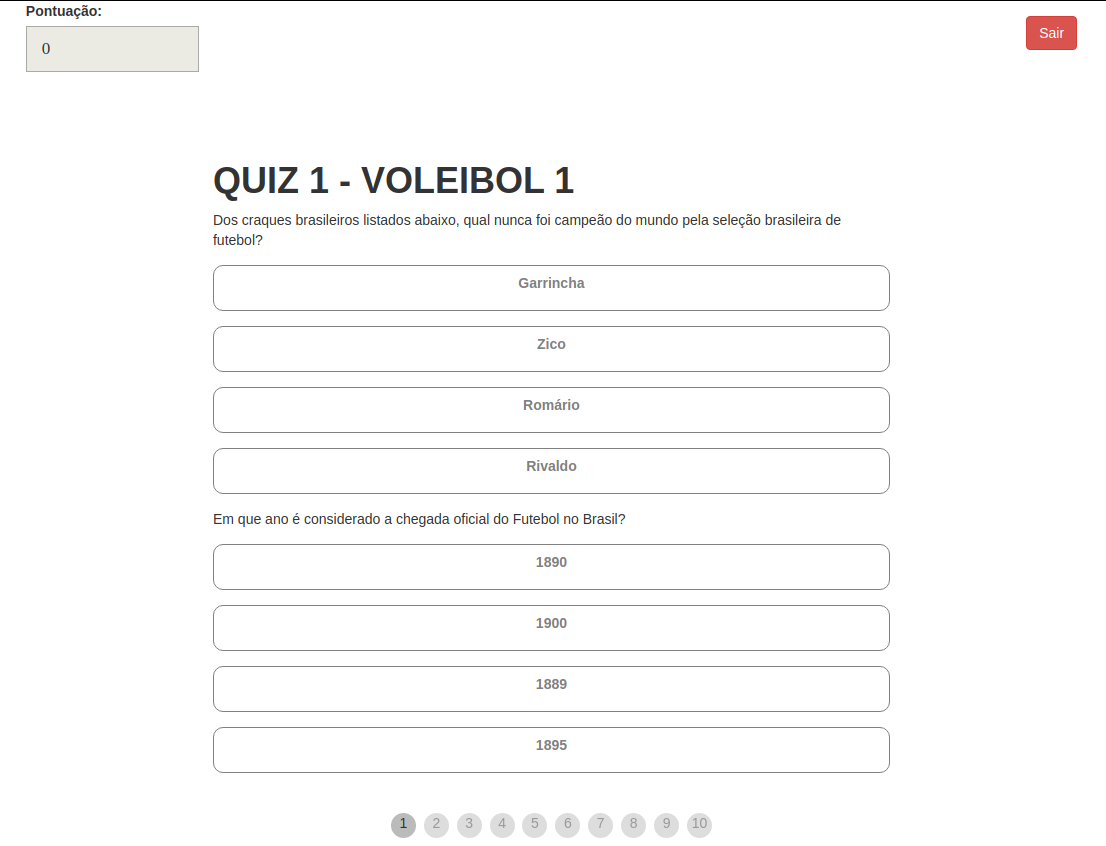 Pontuação:
0
Sair
QUIZ 1 - VOLEIBOL 1
Dos craques brasileiros listados abaixo, qual nunca foi campeão do mundo pela seleção brasileira de
futebol?
Garrincha
Zico
Romário
Rivaldo
Em que ano é considerado a chegada oficial do Futebol no Brasil?
1890
1900
1889
1895
1 2 3 4 5 6 7 8 9 10